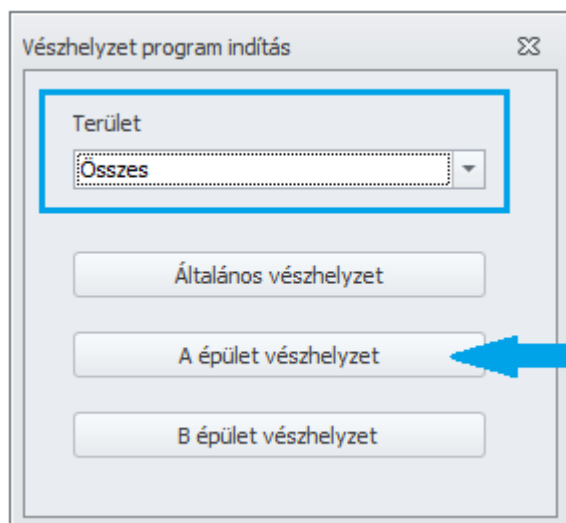 Vészhelyzet program indítás
Terület
Összes
Általános vészhelyzet
A épület vészhelyzet
B épület vészhelyzet